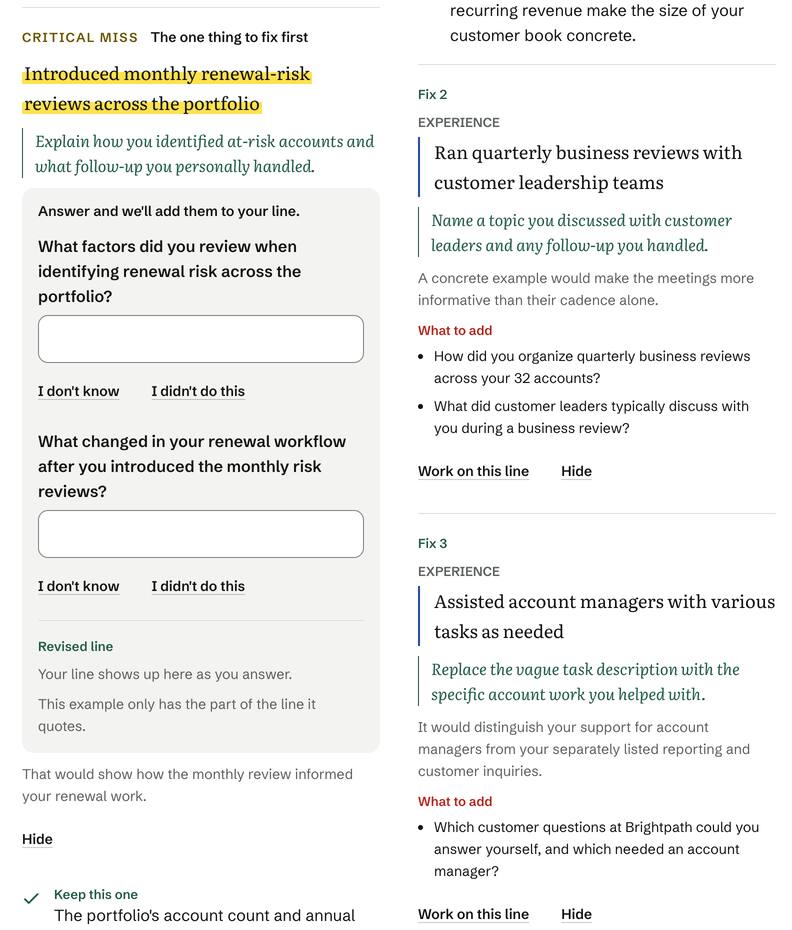 CRITICAL MISS The one thing to fix first
Introduced monthly renewal-risk
reviews across the portfolio
Explain how you identified at-risk accounts and
what follow-up you personally handled.
Answer and we'll add them to your line.
What factors did you review when
identifying renewal risk across the
portfolio?
I don't know I didn't do this
What changed in your renewal workflow
after you introduced the monthly risk
reviews?
I don't know I didn't do this
Revised line
Your line shows up here as you answer.
This example only has the part of the line it
quotes.
That would show how the monthly review informed
your renewal work.
Hide
Keep this one
The portfolio's account count and annual
recurring revenue make the size of your
customer book concrete.
Fix 2
EXPERIENCE
Ran quarterly business reviews with
customer leadership teams
Name a topic you discussed with customer
leaders and any follow-up you handled.
A concrete example would make the meetings more
informative than their cadence alone.
What to add
• How did you organize quarterly business reviews
across your 32 accounts?
• What did customer leaders typically discuss with
you during a business review?
Work on this line Hide
Fix 3
EXPERIENCE
Assisted account managers with various
tasks as needed
Replace the vague task description with the
specific account work you helped with.
It would distinguish your support for account
managers from your separately listed reporting and
customer inquiries.
What to add
• Which customer questions at Brightpath could you
answer yourself, and which needed an account
manager?
Work on this line Hide